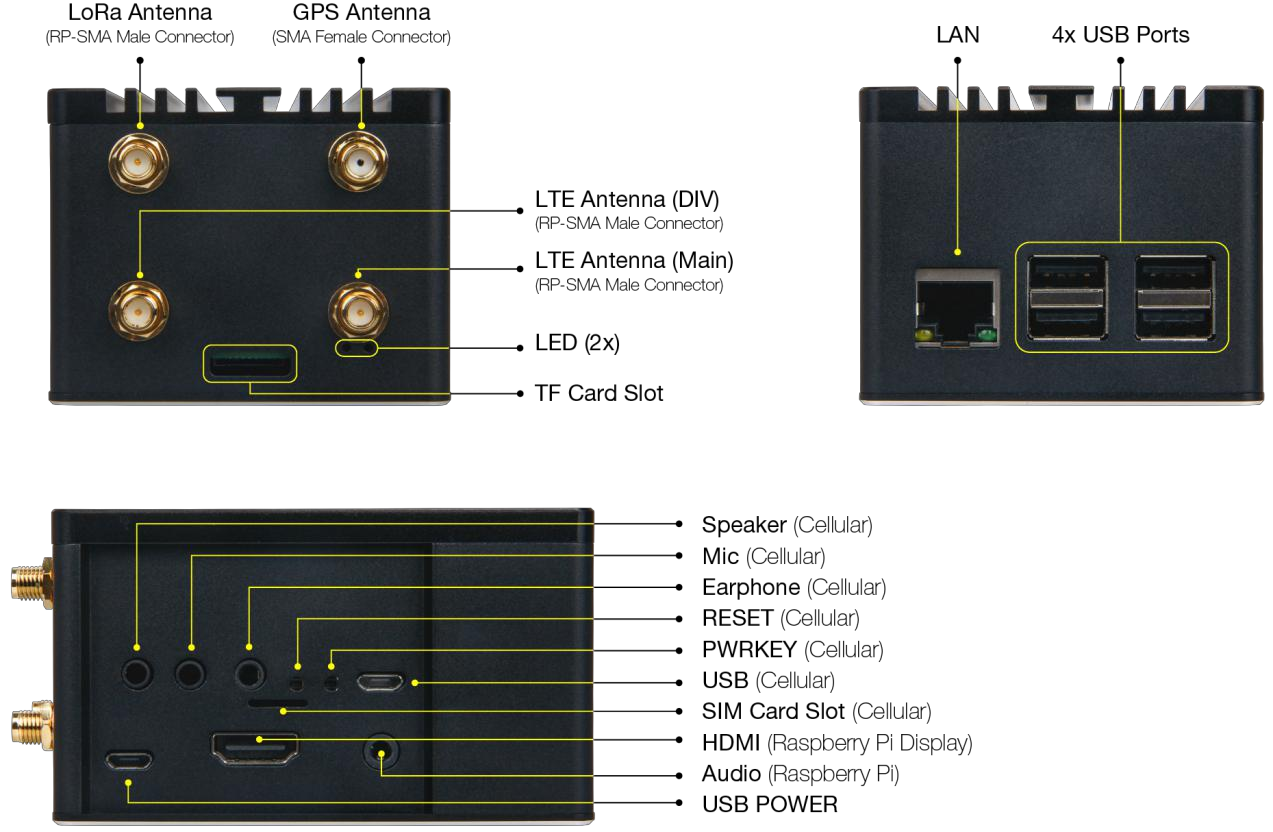 LoRa Antenna
(RP-SMA Male Connector)
GPS Antenna
(SMA Female Connector)
LTE Antenna (DIV)
(RP-SMA Male Connector)
LTE Antenna (Main)
(RP-SMA Male Connector)
LED (2x)
TF Card Slot
LAN
4x USB Ports
Speaker (Cellular)
Mic (Cellular)
Earphone (Cellular)
RESET (Cellular)
PWRKEY (Cellular)
USB (Cellular)
SIM Card Slot (Cellular)
HDMI (Raspberry Pi Display)
Audio (Raspberry Pi)
USB POWER